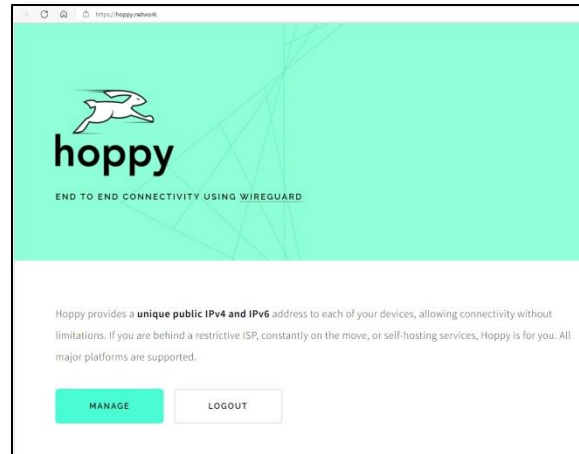 https://hoppy.network
hoppy
END TO END CONNECTIVITY USING WIREGUARD
Hoppy provides a unique public IPv4 and IPv6 address to each of your devices, allowing connectivity without
limitations. If you are behind a restrictive ISP, constantly on the move, or self-hosting services, Hoppy is for you. All
major platforms are supported.
MANAGE LOGOUT